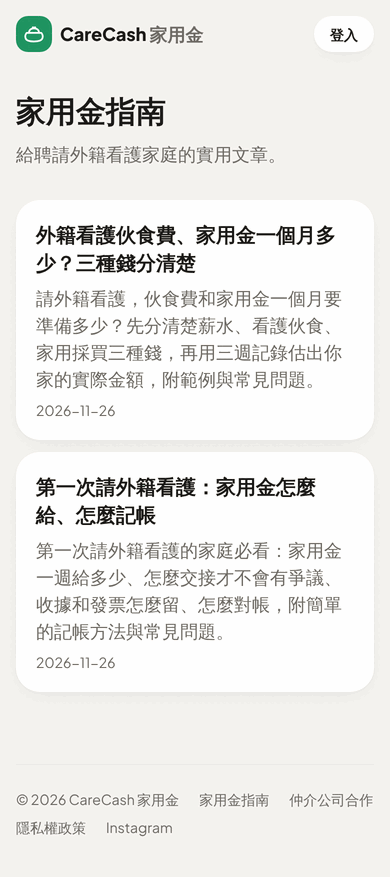 CareCash 家用金
登入
家用金指南
給聘請外籍看護家庭的實用文章。
外籍看護伙食費、家用金一個月多
少？三種錢分清楚
請外籍看護，伙食費和家用金一個月要
準備多少？先分清楚薪水、看護伙食、
家用採買三種錢，再用三週記錄估出你
家的實際金額，附範例與常見問題。
2026-11-26
第一次請外籍看護：家用金怎麼
給、怎麼記帳
第一次請外籍看護的家庭必看：家用金
一週給多少、怎麼交接才不會有爭議、
收據和發票怎麼留、怎麼對帳，附簡單
的記帳方法與常見問題。
2026-11-26
© 2026 CareCash 家用金 家用金指南 仲介公司合作
隱私權政策 Instagram